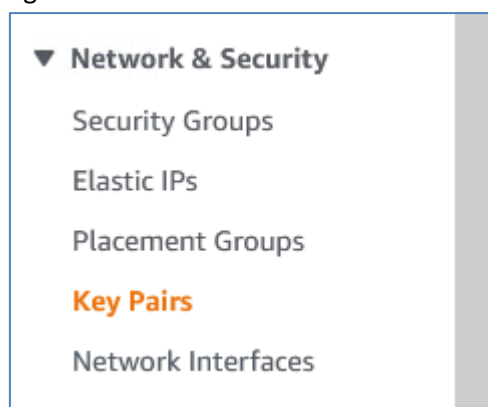 ▼ Network & Security
Security Groups
Elastic IPs
Placement Groups
Key Pairs
Network Interfaces